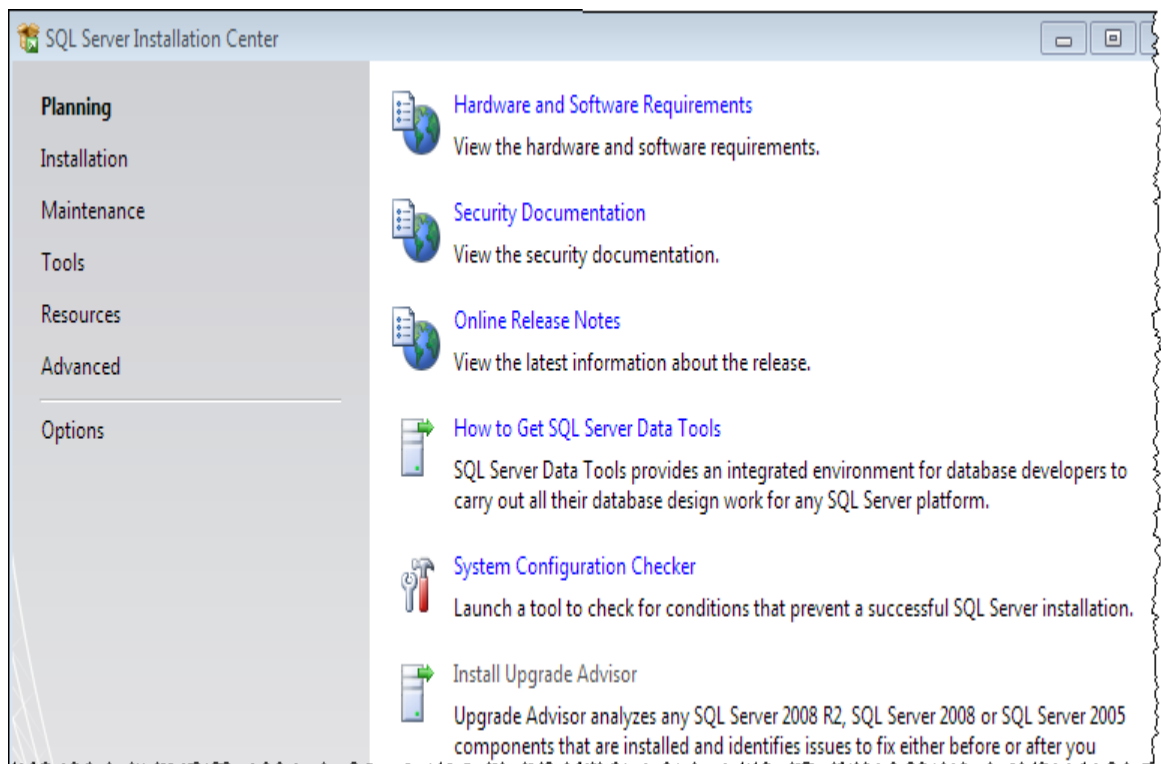 SQL Server Installation Center
Planning
Installation
Maintenance
Tools
Resources
Advanced
Options
Hardware and Software Requirements
View the hardware and software requirements.
Security Documentation
View the security documentation.
Online Release Notes
View the latest information about the release.
How to Get SQL Server Data Tools
SQL Server Data Tools provides an integrated environment for database developers to
carry out all their database design work for any SQL Server platform.
System Configuration Checker
Launch a tool to check for conditions that prevent a successful SQL Server installation.
Install Upgrade Advisor
Upgrade Advisor analyzes any SQL Server 2008 R2, SQL Server 2008 or SQL Server 2005
components that are installed and identifies issues to fix either before or after you